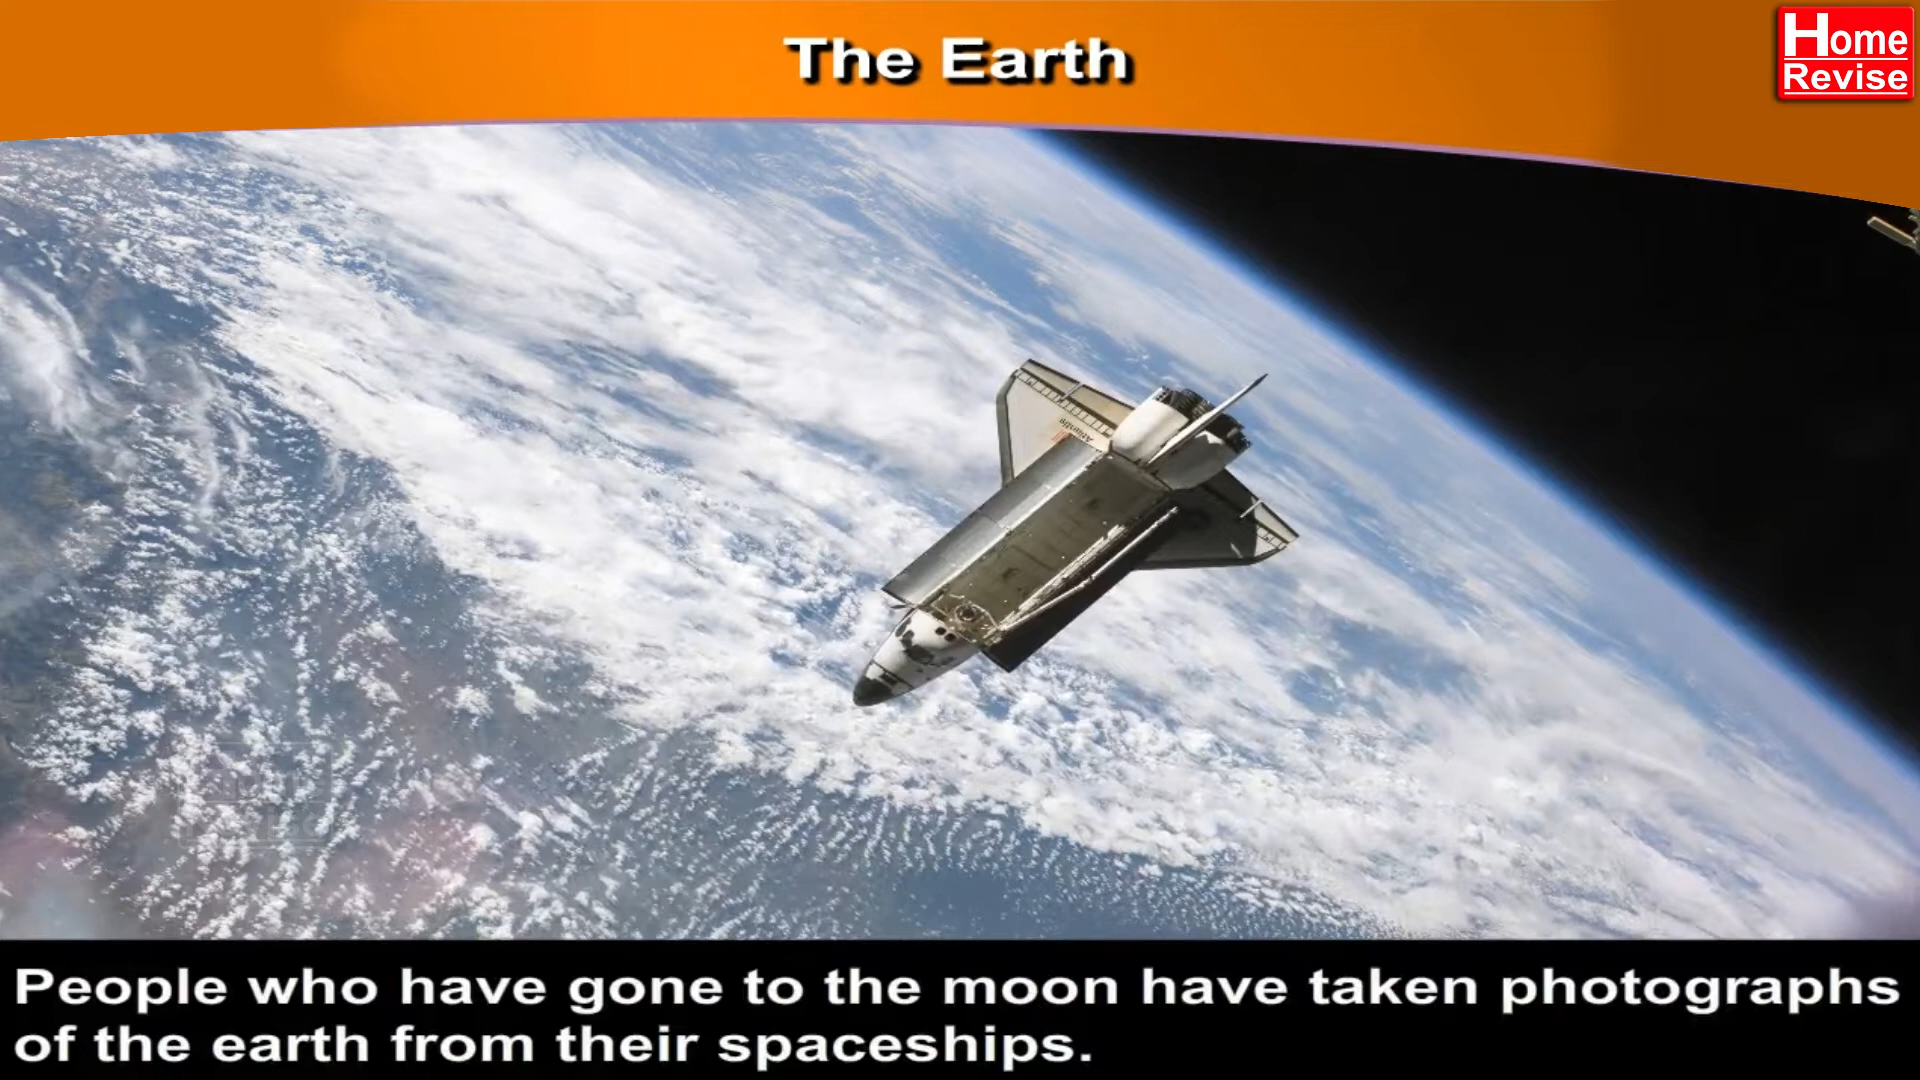 The Earth
Home
Revise
Atlantis
People who have gone to the moon have taken photographs
of the earth from their spaceships.